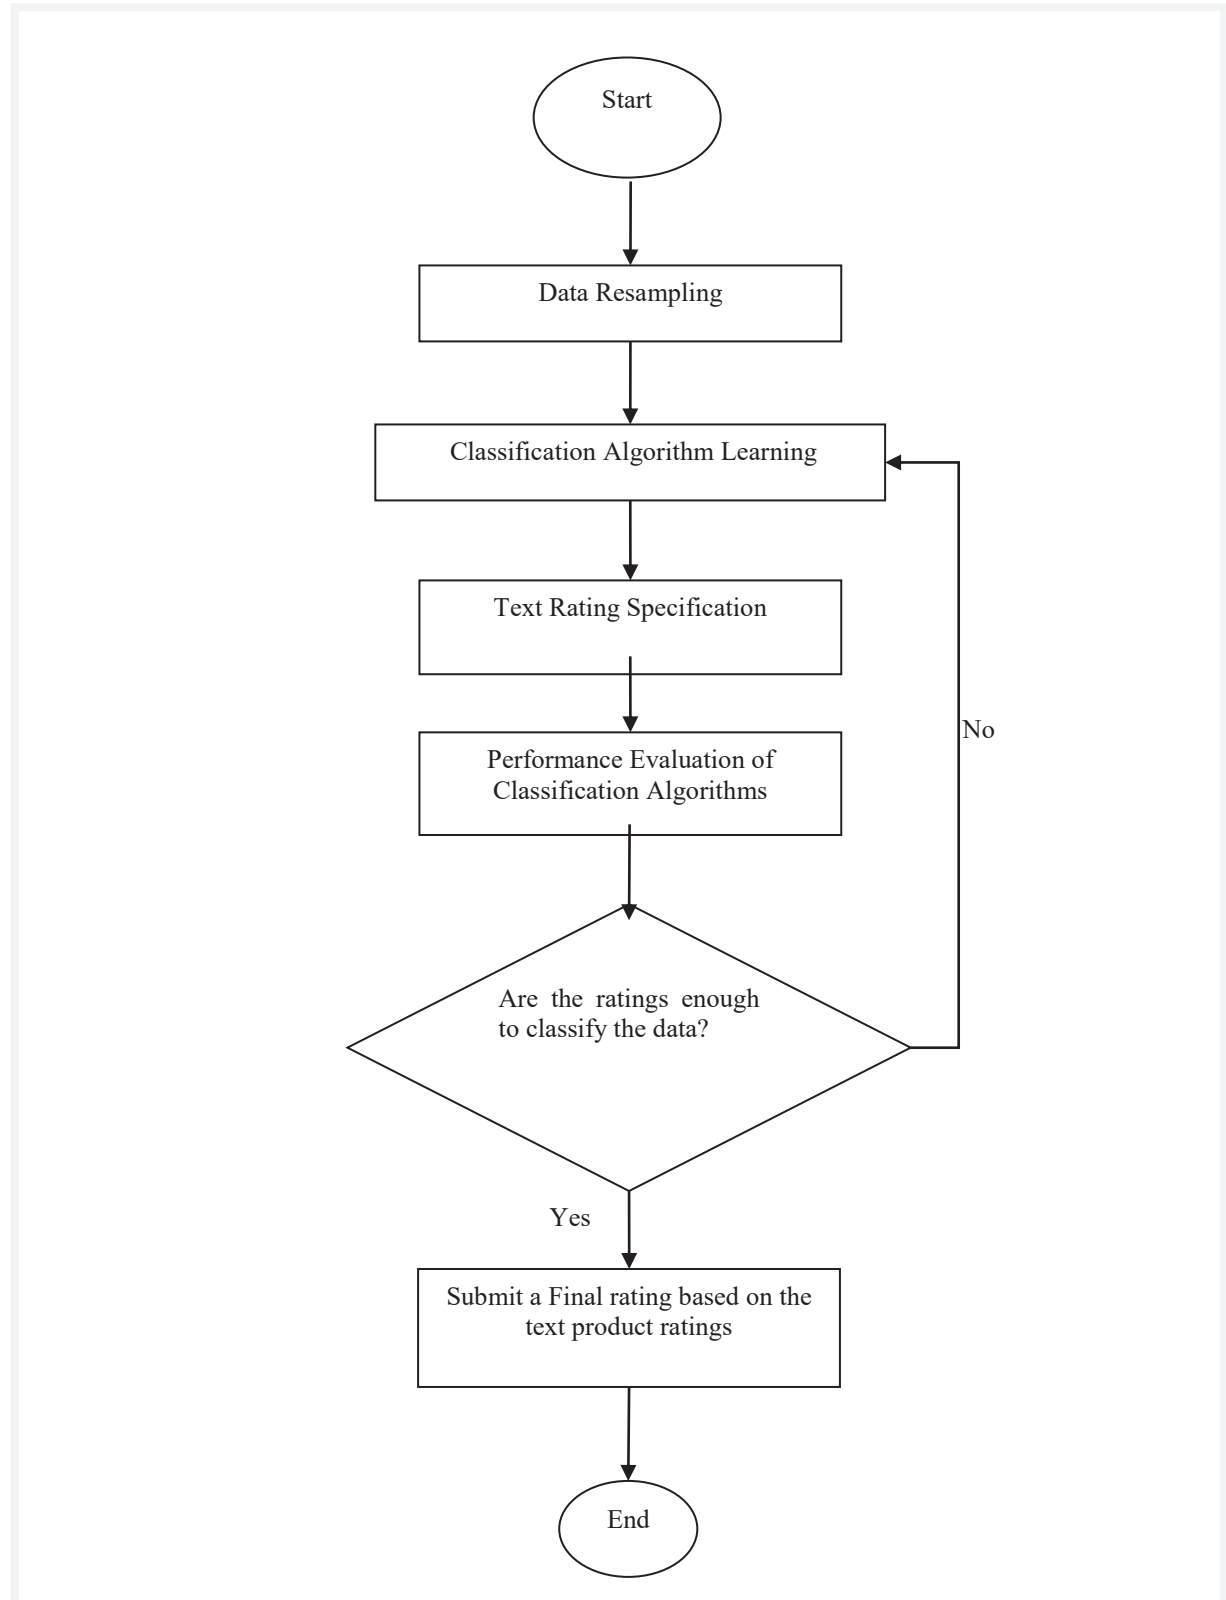 Start
Data Resampling
Classification Algorithm Learning
Text Rating Specification
No
Performance Evaluation of
Classification Algorithms
Are the ratings enough
to classify the data?
Yes
Submit a Final rating based on the
text product ratings
End